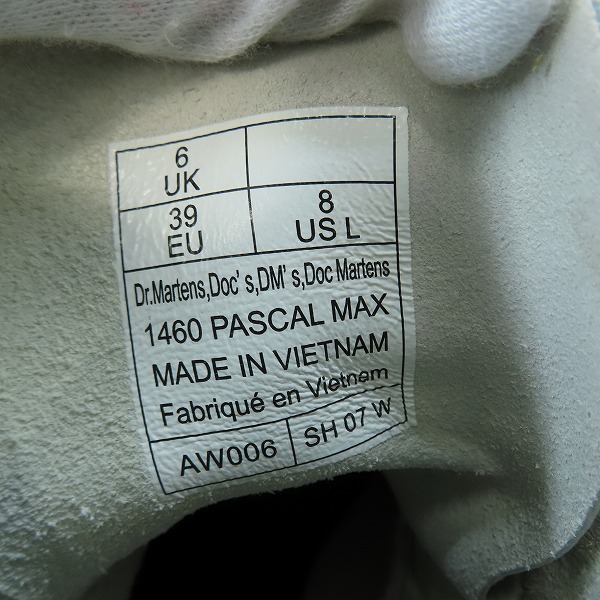 6
UK
39
EU
8
US L
Dr.Martens,Doc's,DM's,Doc Martens
1460 PASCAL MAX
MADE IN VIETNAM
Fabriqué en Vietnam
AW006
SH 07 W